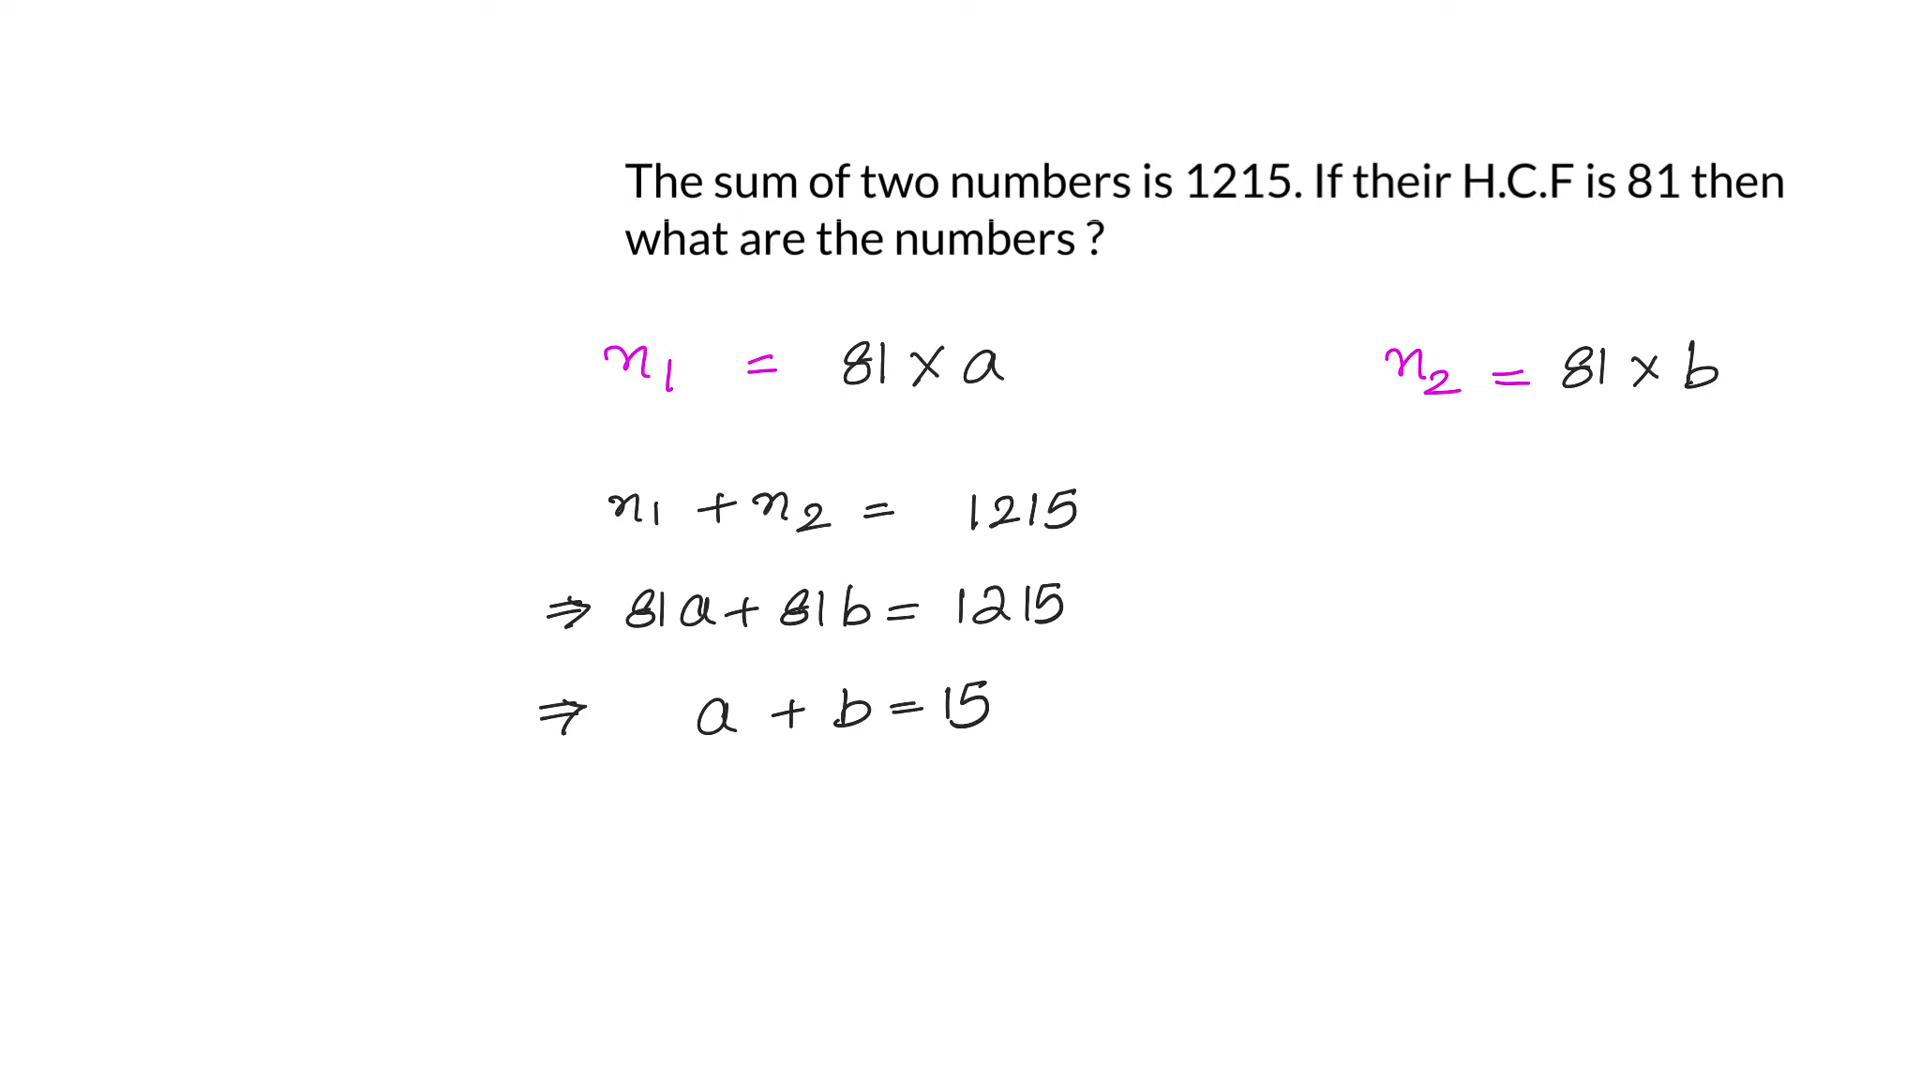 The sum of two numbers is 1215. If their H.C.F is 81 then
what are the numbers ?
n₁ = 81 × a n₂ = 81 × b
n₁ + n₂ = 1215
⇒ 81a + 81b = 1215
⇒ a + b = 15